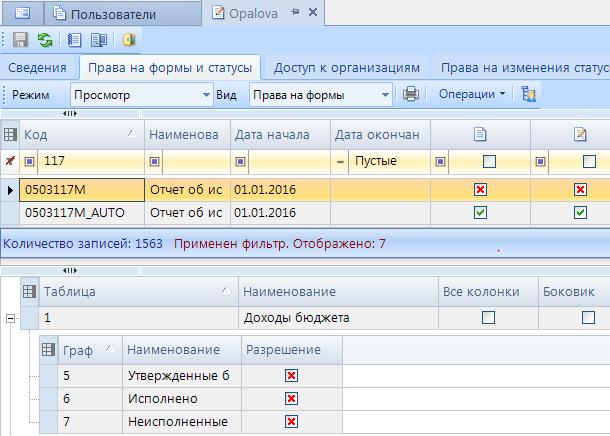 Пользователи Opalova
Сведения Права на формы и статусы Доступ к организациям Права на изменения статус
Режим Просмотр Вид Права на формы Операции
Код Наименова Дата начала Дата окончан
117 Пустые
0503117M Отчет об ис 01.01.2016
0503117M_AUTO Отчет об ис 01.01.2016
Количество записей: 1563 Применен фильтр. Отображено: 7
Таблица Наименование Все колонки Боковик
1 Доходы бюджета
Граф Наименование Разрешение
5 Утвержденные б
6 Исполнено
7 Неисполненные